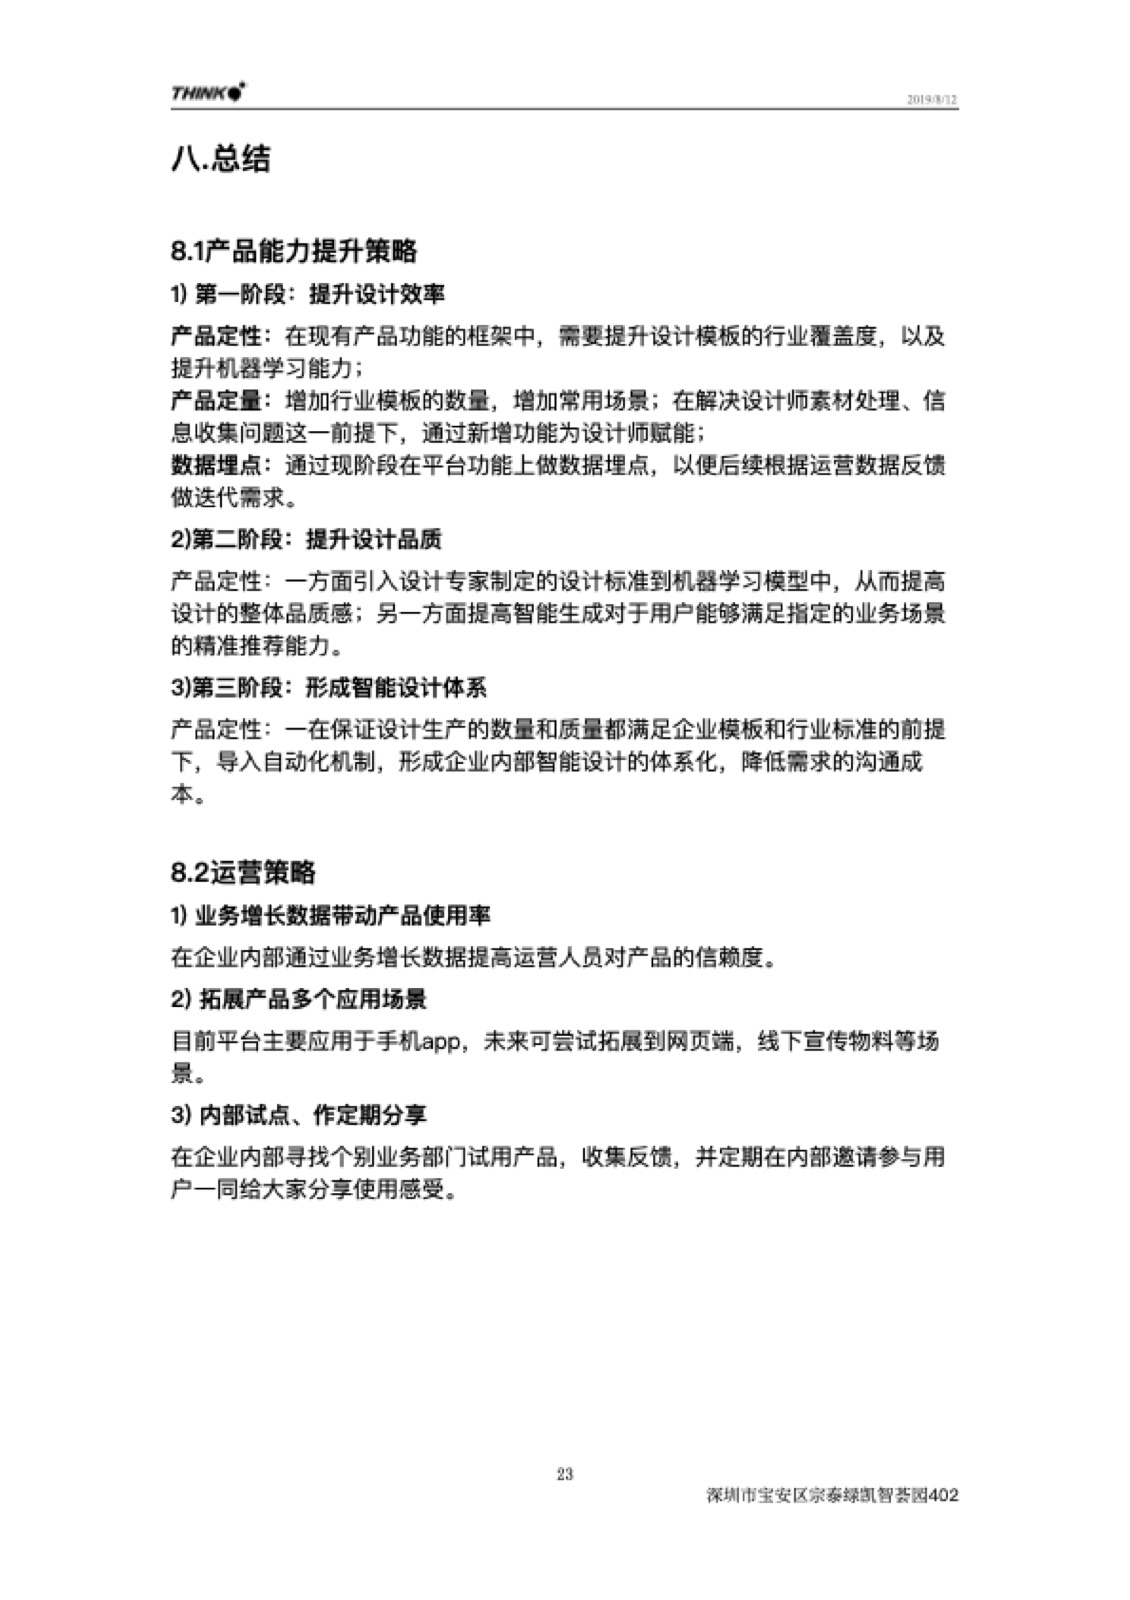 THINK
2019/8/12
八.总结
8.1产品能力提升策略
1) 第一阶段：提升设计效率
产品定性：在现有产品功能的框架中，需要提升设计模板的行业覆盖度，以及
提升机器学习能力；
产品定量：增加行业模板的数量，增加常用场景；在解决设计师素材处理、信
息收集问题这一前提下，通过新增功能为设计师赋能；
数据埋点：通过现阶段在平台功能上做数据埋点，以便后续根据运营数据反馈
做迭代需求。
2)第二阶段：提升设计品质
产品定性：一方面引入设计专家制定的设计标准到机器学习模型中，从而提高
设计的整体品质感；另一方面提高智能生成对于用户能够满足指定的业务场景
的精准推荐能力。
3)第三阶段：形成智能设计体系
产品定性：一在保证设计生产的数量和质量都满足企业模板和行业标准的前提
下，导入自动化机制，形成企业内部智能设计的体系化，降低需求的沟通成
本。
8.2运营策略
1) 业务增长数据带动产品使用率
在企业内部通过业务增长数据提高运营人员对产品的信赖度。
2) 拓展产品多个应用场景
目前平台主要应用于手机app，未来可尝试拓展到网页端，线下宣传物料等场
景。
3) 内部试点、作定期分享
在企业内部寻找个别业务部门试用产品，收集反馈，并定期在内部邀请参与用
户一同给大家分享使用感受。
23
深圳市宝安区宗泰绿凯智荟园402